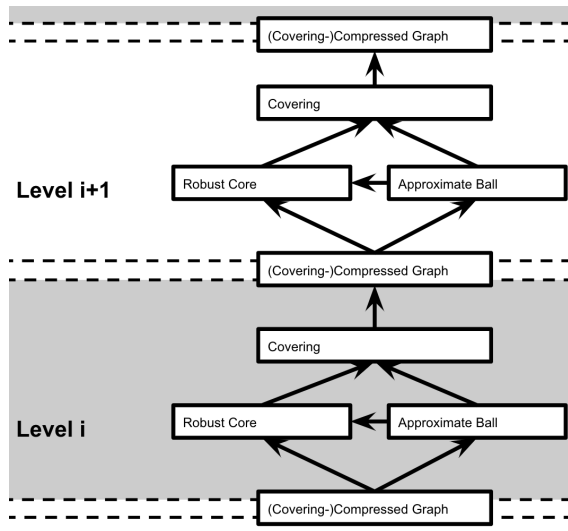 (Covering-)Compressed Graph
Covering
Level i+1
Robust Core
Approximate Ball
(Covering-)Compressed Graph
Covering
Level i
Robust Core
Approximate Ball
(Covering-)Compressed Graph